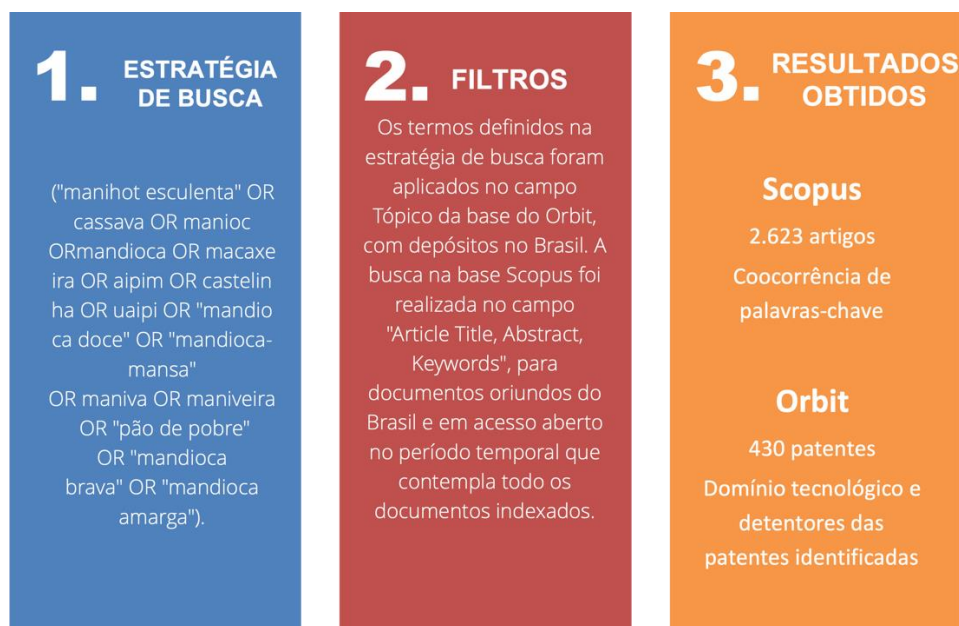 1. ESTRATÉGIA
DE BUSCA
("manihot esculenta" OR
cassava OR manioc
ORmandioca OR macaxe
ira OR aipim OR castelin
ha OR uaipi OR "mandio
ca doce" OR "mandioca-
mansa"
OR maniva OR maniveira
OR "pão de pobre"
OR "mandioca
brava" OR "mandioca
amarga").
2. FILTROS
Os termos definidos na
estratégia de busca foram
aplicados no campo
Tópico da base do Orbit,
com depósitos no Brasil. A
busca na base Scopus foi
realizada no campo
"Article Title, Abstract,
Keywords", para
documentos oriundos do
Brasil e em acesso aberto
no período temporal que
contempla todo os
documentos indexados.
3. RESULTADOS
OBTIDOS
Scopus
2.623 artigos
Coocorrência de
palavras-chave
Orbit
430 patentes
Domínio tecnológico e
detentores das
patentes identificadas